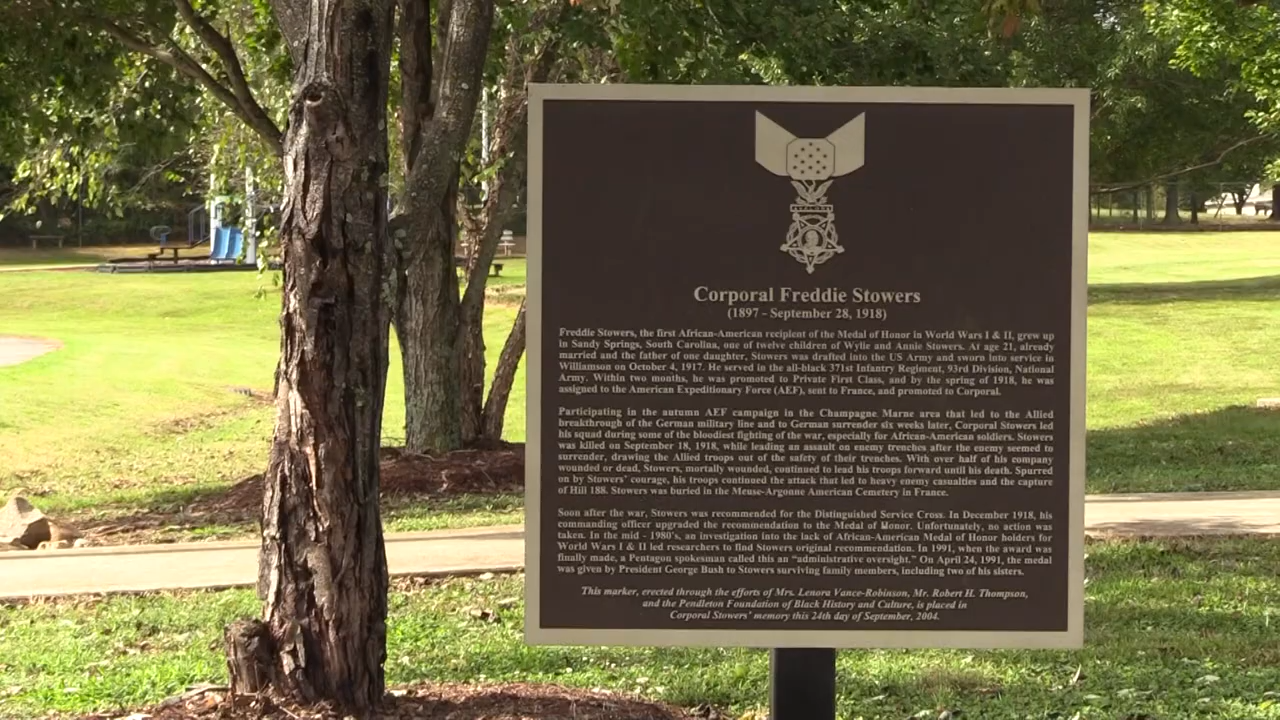 Corporal Freddie Stowers
(1897 - September 28, 1918)
Freddie Stowers, the first African-American recipient of the Medal of Honor in World Wars I & II, grew up
in Sandy Springs, South Carolina, one of twelve children of Wylie and Annie Stowers. At age 21, already
married and the father of one daughter, Stowers was drafted into the US Army and sworn into service in
Williamson on October 4, 1917. He served in the all-black 371st Infantry Regiment, 93rd Division, National
Army. Within two months, he was promoted to Private First Class, and by the spring of 1918, he was
assigned to the American Expeditionary Force (AEF), sent to France, and promoted to Corporal.
Participating in the autumn AEF campaign in the Champagne Marne area that led to the Allied
breakthrough of the German military line and to German surrender six weeks later, Corporal Stowers led
his squad during some of the bloodiest fighting of the war, especially for African-American soldiers. Stowers
was killed on September 18, 1918, while leading an assault on enemy trenches after the enemy seemed to
surrender, drawing the Allied troops out of the safety of their trenches. With over half of his company
wounded or dead, Stowers, mortally wounded, continued to lead his troops forward until his death. Spurred
on by Stowers' courage, his troops continued the attack that led to heavy enemy casualties and the capture
of Hill 188. Stowers was buried in the Meuse-Argonne American Cemetery in France.
Soon after the war, Stowers was recommended for the Distinguished Service Cross. In December 1918, his
commanding officer upgraded the recommendation to the Medal of Honor. Unfortunately, no action was
taken. In the mid - 1980's, an investigation into the lack of African-American Medal of Honor holders for
World Wars I & II led researchers to find Stowers original recommendation. In 1991, when the award was
finally made, a Pentagon spokesman called this an "administrative oversight." On April 24, 1991, the medal
was given by President George Bush to Stowers surviving family members, including two of his sisters.
This marker, erected through the efforts of Mrs. Lenora Vance-Robinson, Mr. Robert H. Thompson,
and the Pendleton Foundation of Black History and Culture, is placed in
Corporal Stowers' memory this 24th day of September, 2004.